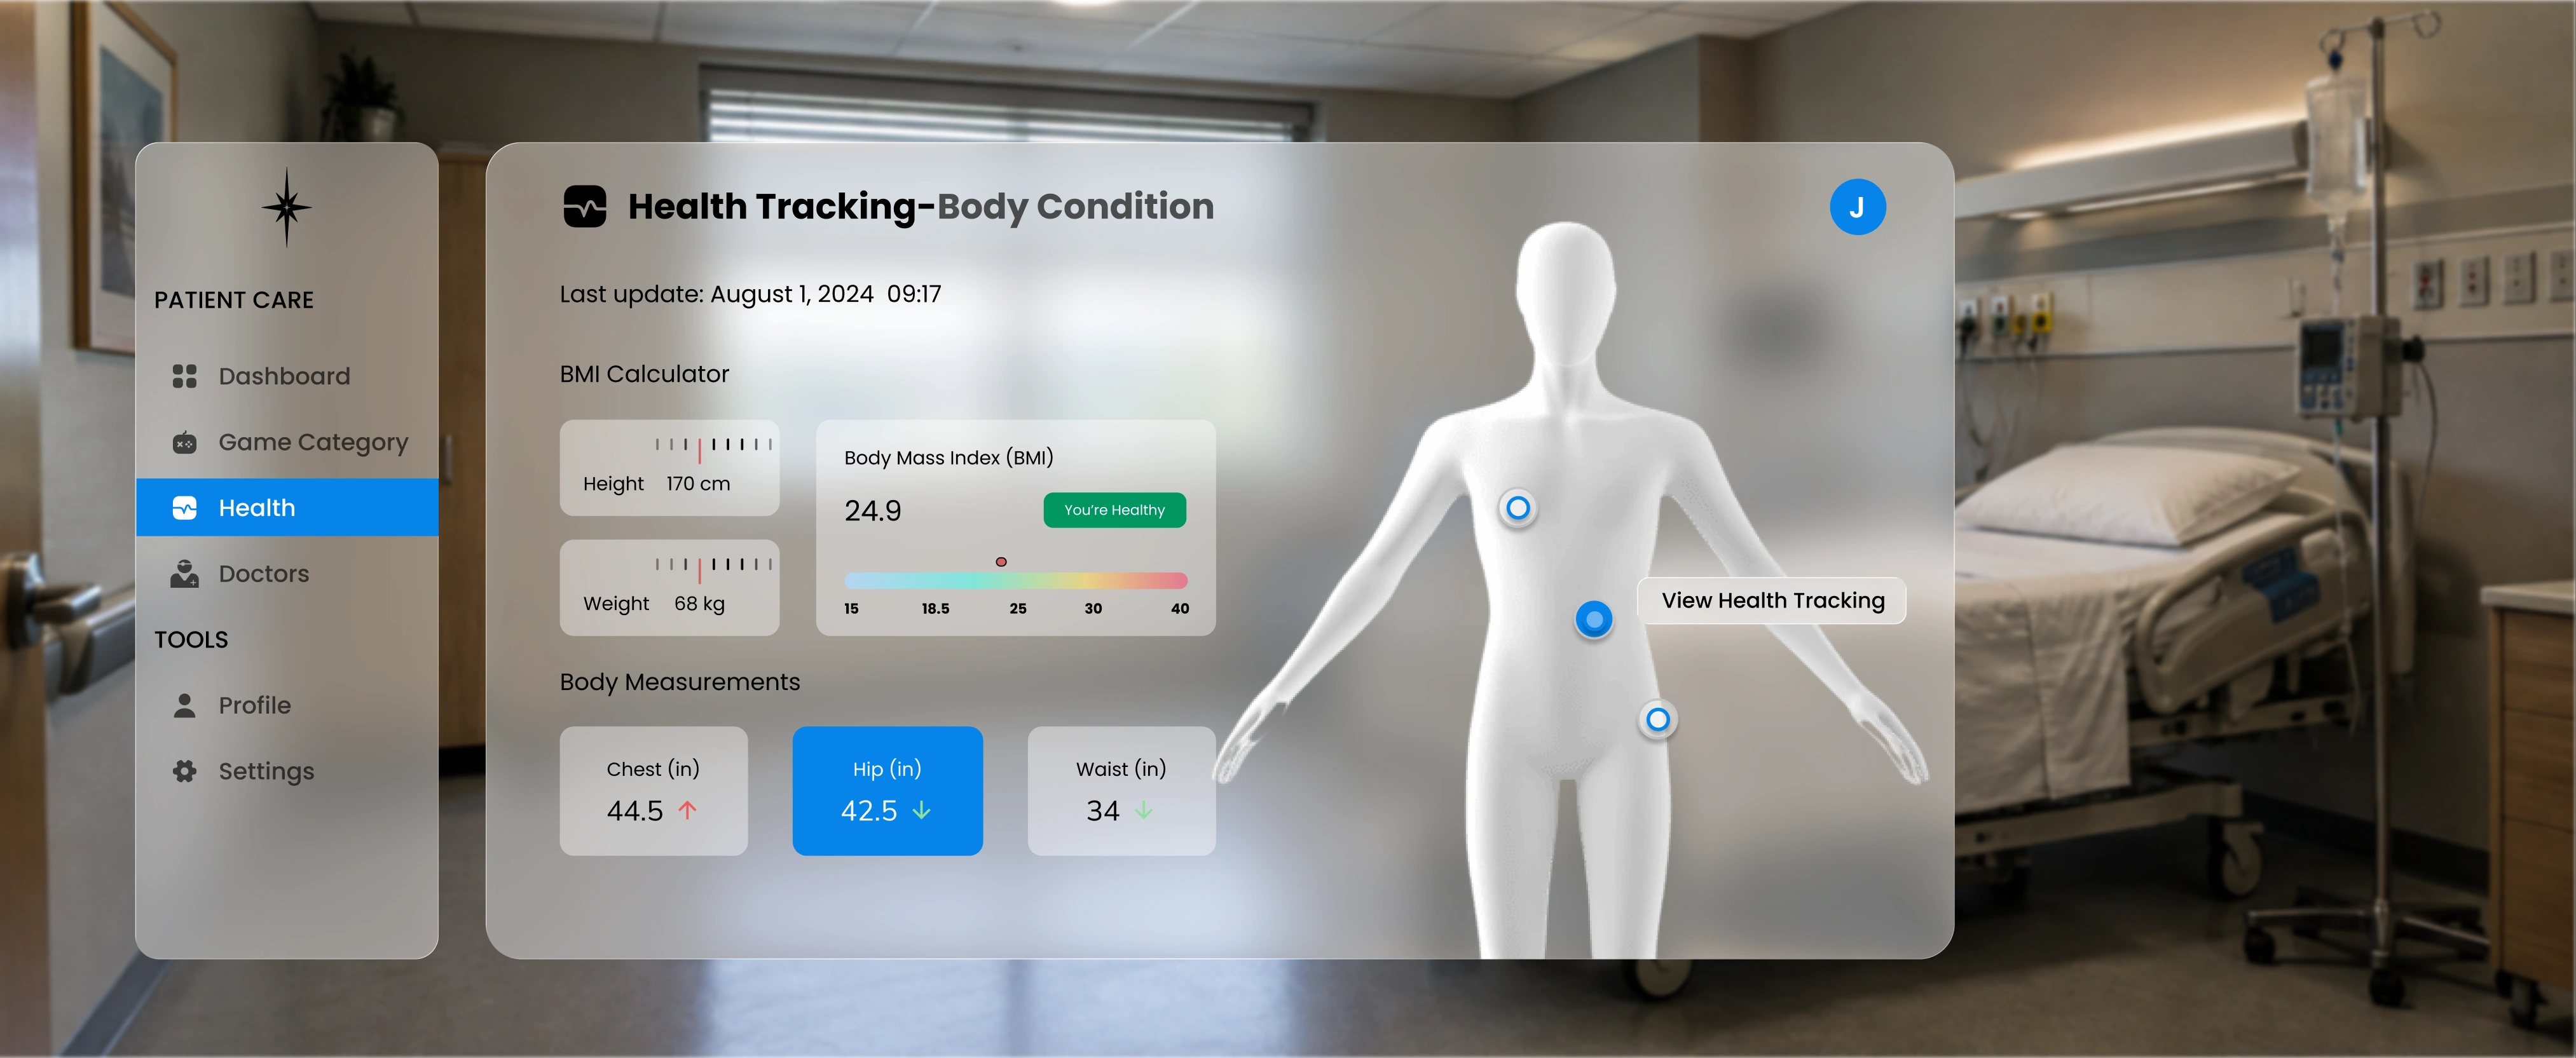 PATIENT CARE
Dashboard
Game Category
Health
Doctors
TOOLS
Profile
Settings
Health Tracking-Body Condition
J
Last update: August 1, 2024 09:17
BMI Calculator
Height 170 cm
Weight 68 kg
Body Mass Index (BMI)
24.9 You're Healthy
15 18.5 25 30 40
View Health Tracking
Body Measurements
Chest (in)
44.5
Hip (in)
42.5
Waist (in)
34